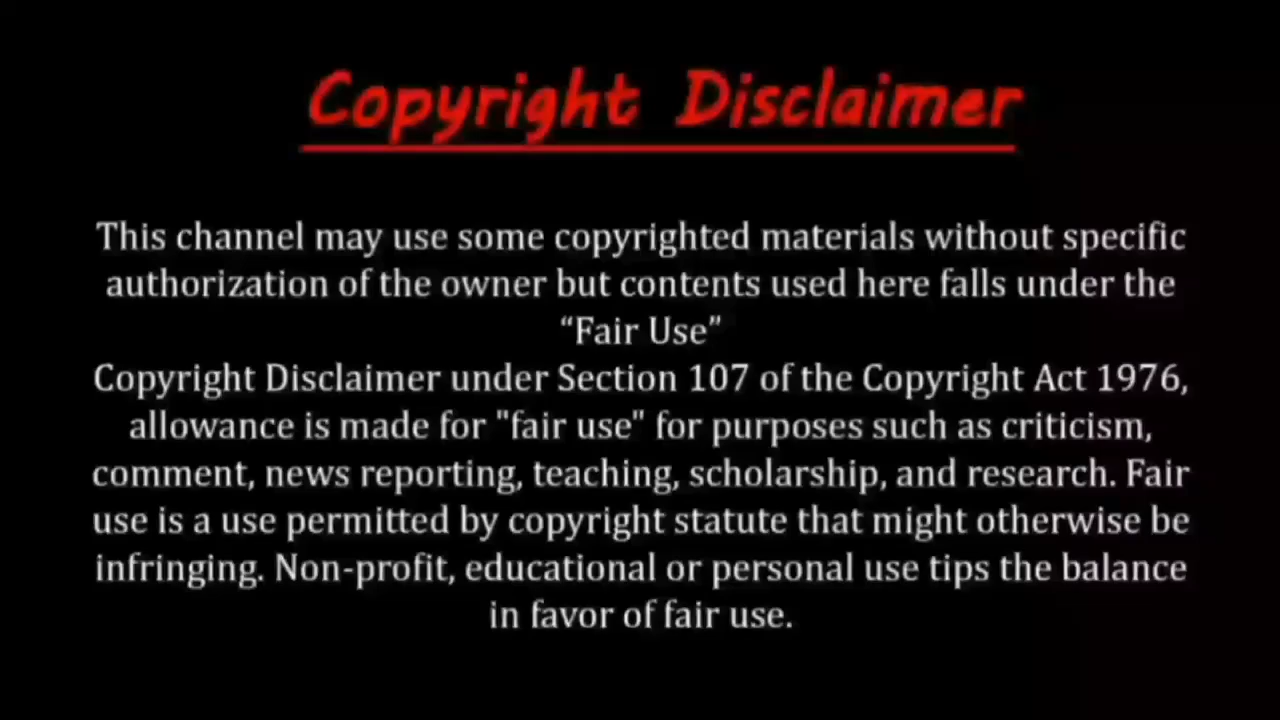 Copyright Disclaimer
This channel may use some copyrighted materials without specific
authorization of the owner but contents used here falls under the
“Fair Use”
Copyright Disclaimer under Section 107 of the Copyright Act 1976,
allowance is made for "fair use" for purposes such as criticism,
comment, news reporting, teaching, scholarship, and research. Fair
use is a use permitted by copyright statute that might otherwise be
infringing. Non-profit, educational or personal use tips the balance
in favor of fair use.